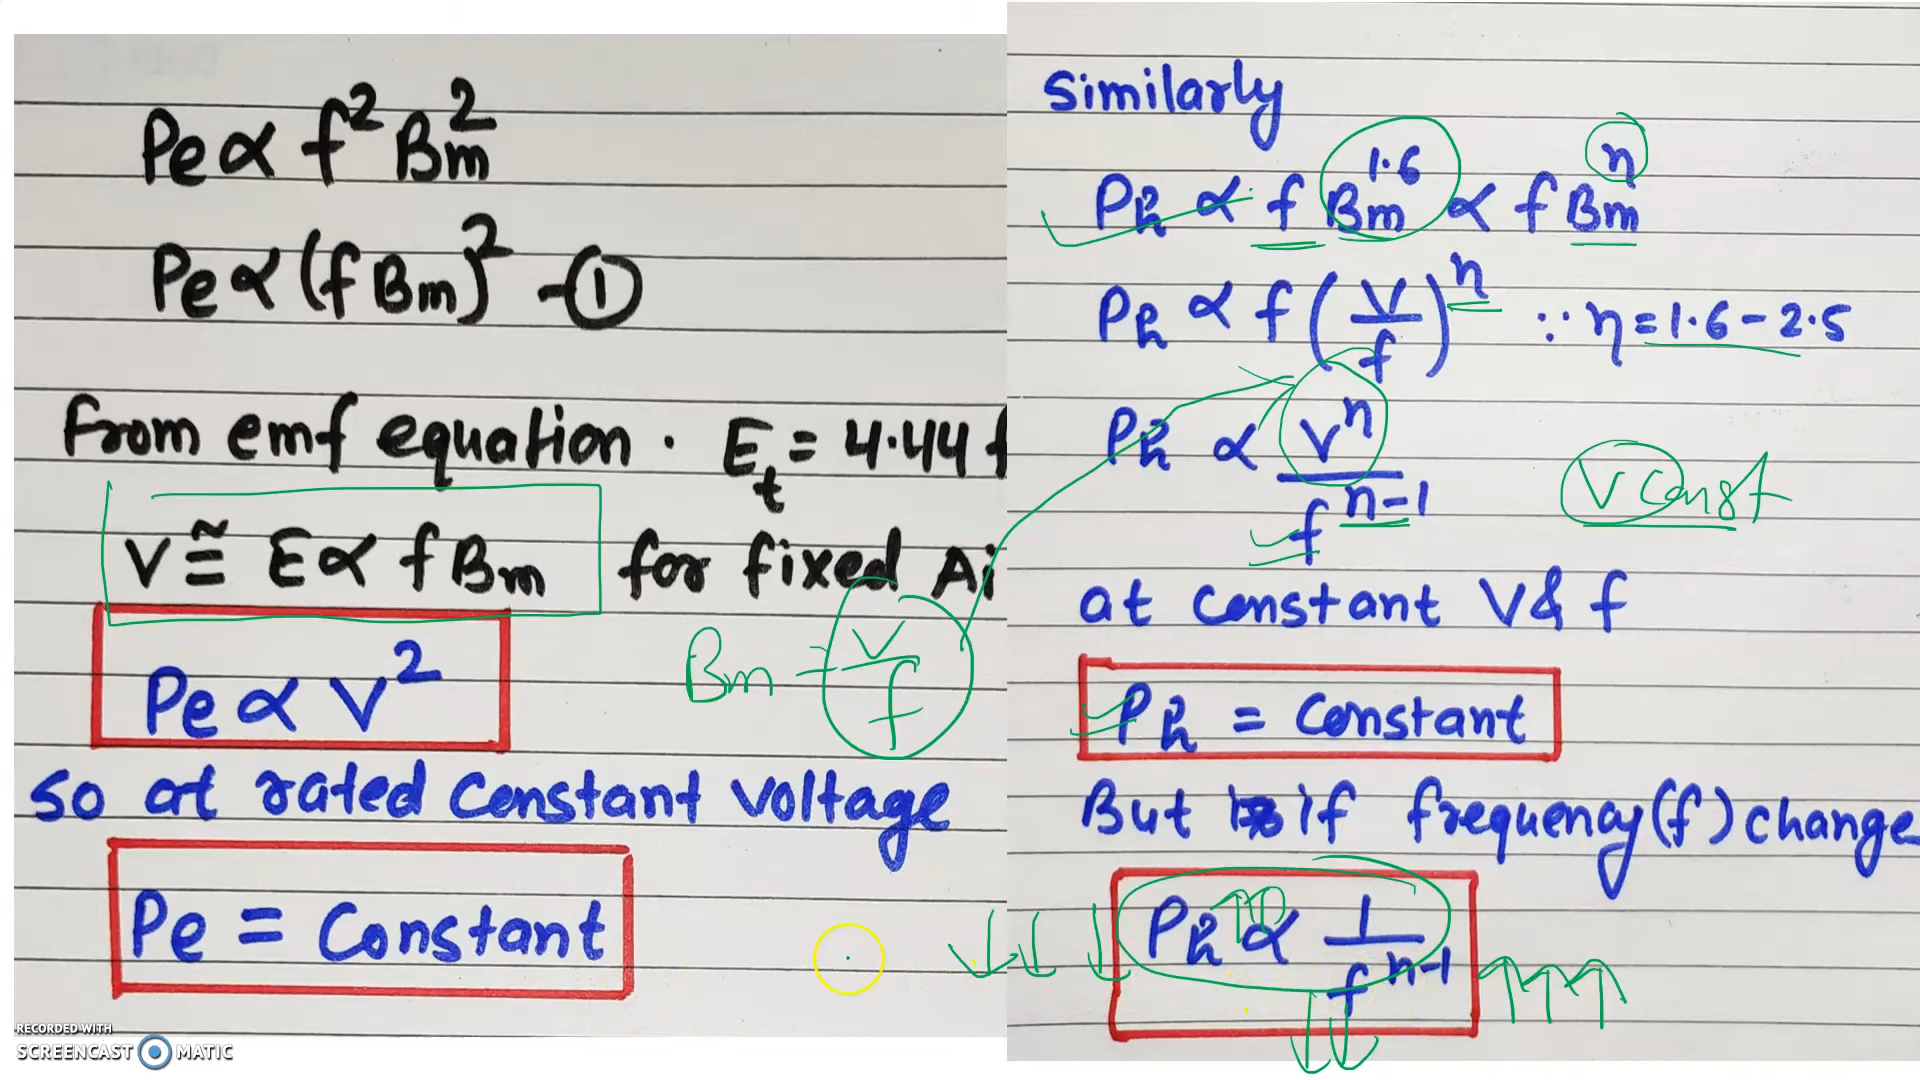 Pe ∝ f² Bm²
Pe ∝ (f Bm)² - ①
From emf equation . Et = 4.44 f
V ≅ E ∝ f Bm for fixed Ai
Pe ∝ V²
Bm = V/f
So at rated Constant Voltage
Pe = Constant
RECORDED WITH
SCREENCAST MATIC
Similarly
Ph ∝ f Bm^1.6 ∝ f Bm^η
Ph ∝ f (V/f)^η ∵ η = 1.6 - 2.5
Ph ∝ V^n / f^n-1
V Const
at Constant V & f
Ph = Constant
But if frequency (f) change
Ph ∝ 1 / f^n-1